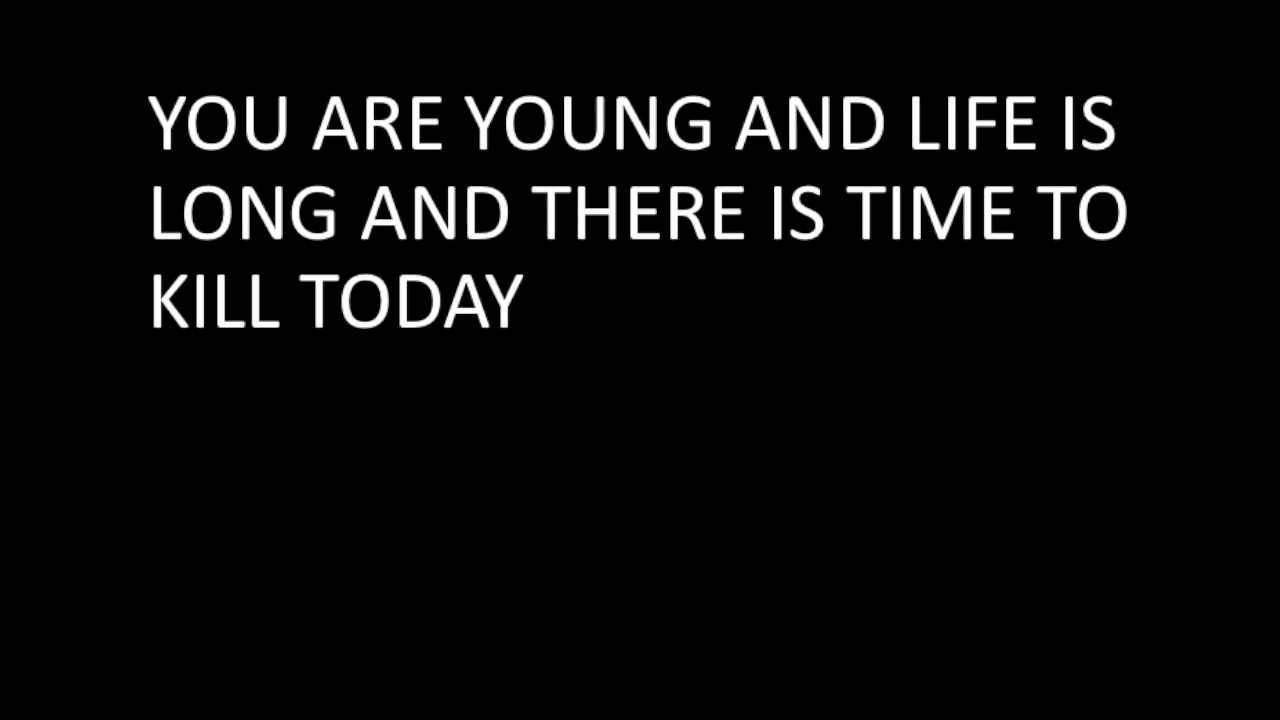 YOU ARE YOUNG AND LIFE IS
LONG AND THERE IS TIME TO
KILL TODAY